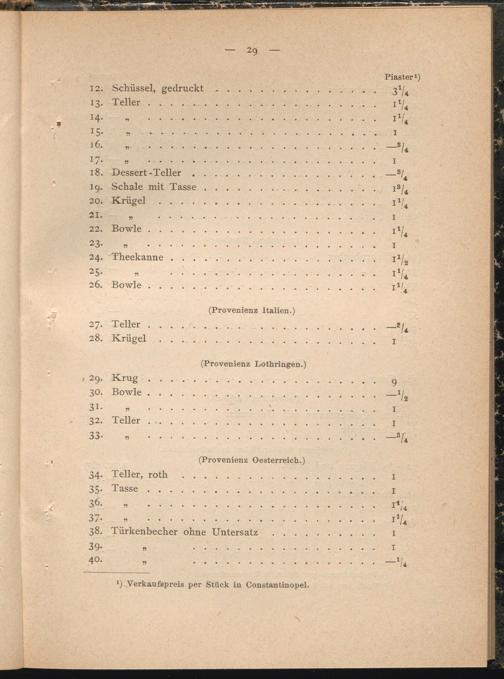 — 29 —
Piaster ¹)
12. Schüssel, gedruckt . . . . . . . . . . . . . 3¹/₄
13. Teller . . . . . . . . . . . . . . . . . 1¹/₄
14. „ . . . . . . . . . . . . . . . . . 1¹/₄
15. „ . . . . . . . . . . . . . . . . . 1
16. „ . . . . . . . . . . . . . . . . . —³/₄
17. „ . . . . . . . . . . . . . . . . . 1
18. Dessert-Teller . . . . . . . . . . . . . . —³/₄
19. Schale mit Tasse . . . . . . . . . . . . . 1³/₄
20. Krügel . . . . . . . . . . . . . . . . . 1¹/₄
21. „ . . . . . . . . . . . . . . . . . 1
22. Bowle . . . . . . . . . . . . . . . . . 1¹/₄
23. „ . . . . . . . . . . . . . . . . . 1
24. Theekanne . . . . . . . . . . . . . . . 1¹/₂
25. „ . . . . . . . . . . . . . . . 1¹/₄
26. Bowle . . . . . . . . . . . . . . . . . 1¹/₄
(Provenienz Italien.)
27. Teller . . . . . . . . . . . . . . . . . —³/₄
28. Krügel . . . . . . . . . . . . . . . . . 1
(Provenienz Lothringen.)
29. Krug . . . . . . . . . . . . . . . . . 9
30. Bowle . . . . . . . . . . . . . . . . . —¹/₂
31. „ . . . . . . . . . . . . . . . . . 1
32. Teller . . . . . . . . . . . . . . . . . 1
33. „ . . . . . . . . . . . . . . . . . —³/₄
(Provenienz Oesterreich.)
34. Teller, roth . . . . . . . . . . . . . . . 1
35. Tasse . . . . . . . . . . . . . . . . . 1
36. „ . . . . . . . . . . . . . . . . . 1¹/₄
37. „ . . . . . . . . . . . . . . . . . 1¹/₄
38. Türkenbecher ohne Untersatz . . . . . . . . 1
39. „ . . . . . . . . . . . . . 1
40. „ . . . . . . . . . . . . . —¹/₄
¹) Verkaufspreis per Stück in Constantinopel.